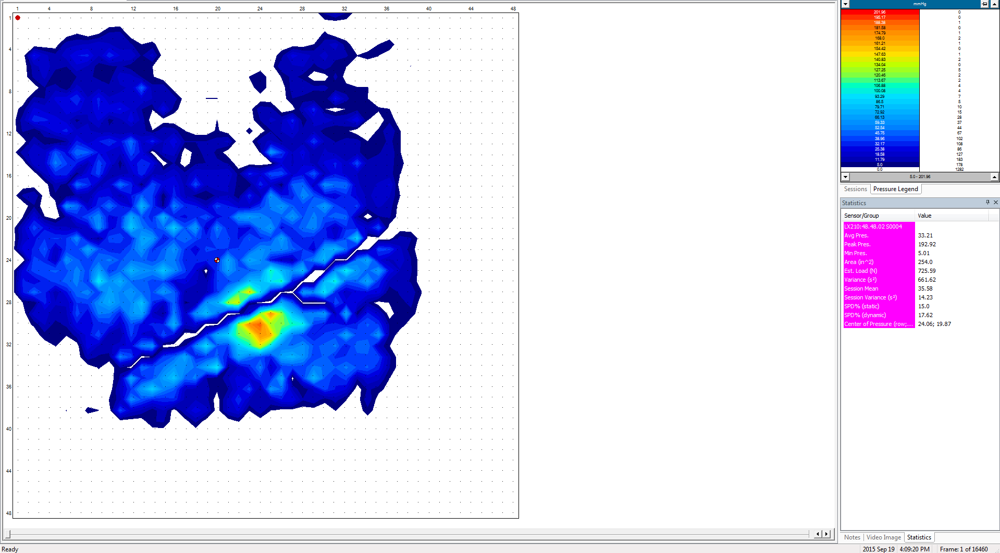 1 4 8 12 16 20 24 28 32 36 40 44 48
1
4
8
12
16
20
24
28
32
36
40
44
48
mmHg
201.96 0
195.17 0
188.38 1
181.58 0
174.79 1
168.0 2
161.21 1
154.42 0
147.63 1
140.83 2
134.04 0
127.25 5
120.46 2
113.67 2
106.88 4
100.08 4
93.29 7
86.5 5
79.71 10
72.92 15
66.13 28
59.33 37
52.54 44
45.75 67
38.96 102
32.17 108
25.38 86
18.58 127
11.79 183
5.0 178
0.0 1282
5.0 - 201.96
Sessions Pressure Legend
Statistics
Sensor/Group Value
LX210:48.48.02 S0004
Avg Pres. 33.21
Peak Pres. 192.92
Min Pres. 5.01
Area (in^2) 254.0
Est. Load (N) 725.59
Variance (s²) 661.62
Session Mean 35.58
Session Variance (s²) 14.23
SPD% (static) 15.0
SPD% (dynamic) 17.62
Center of Pressure (row;... 24.06; 19.87
Notes Video Image Statistics
Ready 2015 Sep 19 4:09:20 PM Frame: 1 of 16460